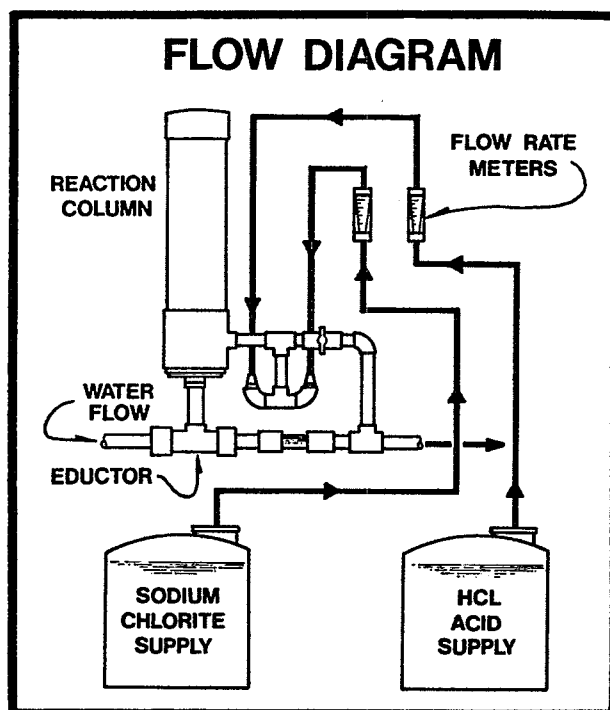 FLOW DIAGRAM
FLOW RATE
METERS
REACTION
COLUMN
WATER
FLOW
EDUCTOR
SODIUM
CHLORITE
SUPPLY
HCL
ACID
SUPPLY